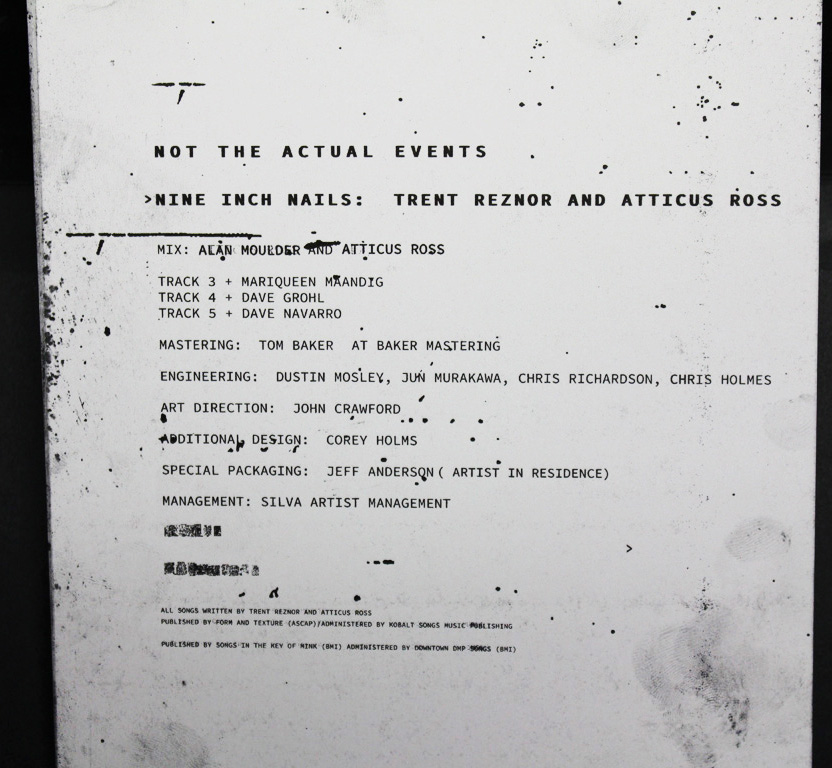 NOT THE ACTUAL EVENTS
>NINE INCH NAILS: TRENT REZNOR AND ATTICUS ROSS
MIX: ALAN MOULDER AND ATTICUS ROSS
TRACK 3 + MARIQUEEN MAANDIG
TRACK 4 + DAVE GROHL
TRACK 5 + DAVE NAVARRO
MASTERING: TOM BAKER AT BAKER MASTERING
ENGINEERING: DUSTIN MOSLEY, JUN MURAKAWA, CHRIS RICHARDSON, CHRIS HOLMES
ART DIRECTION: JOHN CRAWFORD
ADDITIONAL DESIGN: COREY HOLMS
SPECIAL PACKAGING: JEFF ANDERSON ( ARTIST IN RESIDENCE)
MANAGEMENT: SILVA ARTIST MANAGEMENT
>
ALL SONGS WRITTEN BY TRENT REZNOR AND ATTICUS ROSS
PUBLISHED BY FORM AND TEXTURE (ASCAP)/ADMINISTERED BY KOBALT SONGS MUSIC PUBLISHING
PUBLISHED BY SONGS IN THE KEY OF MINK (BMI) ADMINISTERED BY DOWNTOWN DMP SONGS (BMI)